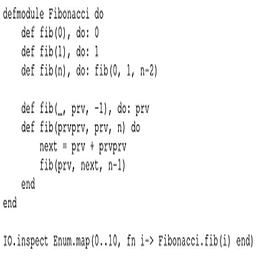 defmodule Fibonacci do
    def fib(0), do: 0
    def fib(1), do: 1
    def fib(n), do: fib(0, 1, n-2)

    def fib(_, prv, -1), do: prv
    def fib(prvprv, prv, n) do
        next = prv + prvprv
        fib(prv, next, n-1)
    end
end

IO.inspect Enum.map(0..10, fn i-> Fibonacci.fib(i) end)